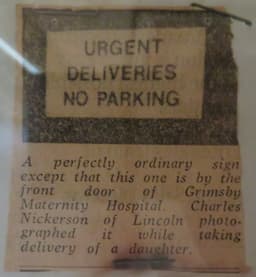 URGENT
DELIVERIES
NO PARKING
A perfectly ordinary sign
except that this one is by the
front door of Grimsby
Maternity Hospital. Charles
Nickerson of Lincoln photo-
graphed it while taking
delivery of a daughter.